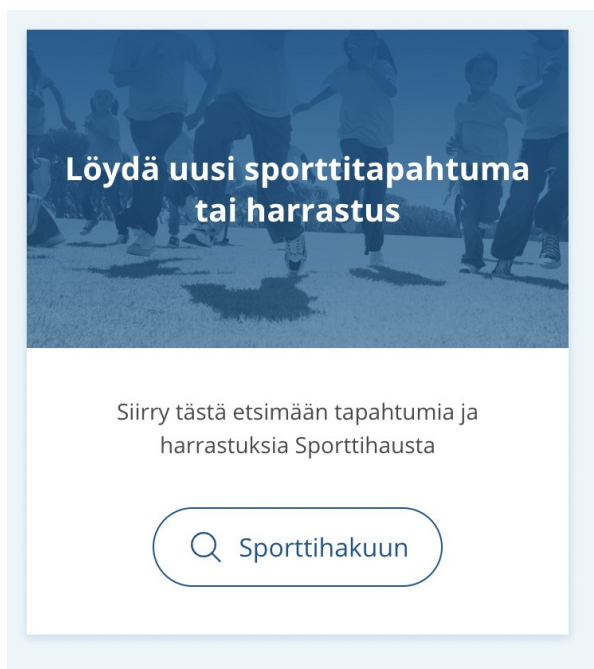 Löydä uusi sporttitapahtuma
tai harrastus
Siirry tästä etsimään tapahtumia ja
harrastuksia Sporttihausta
Sporttihakuun